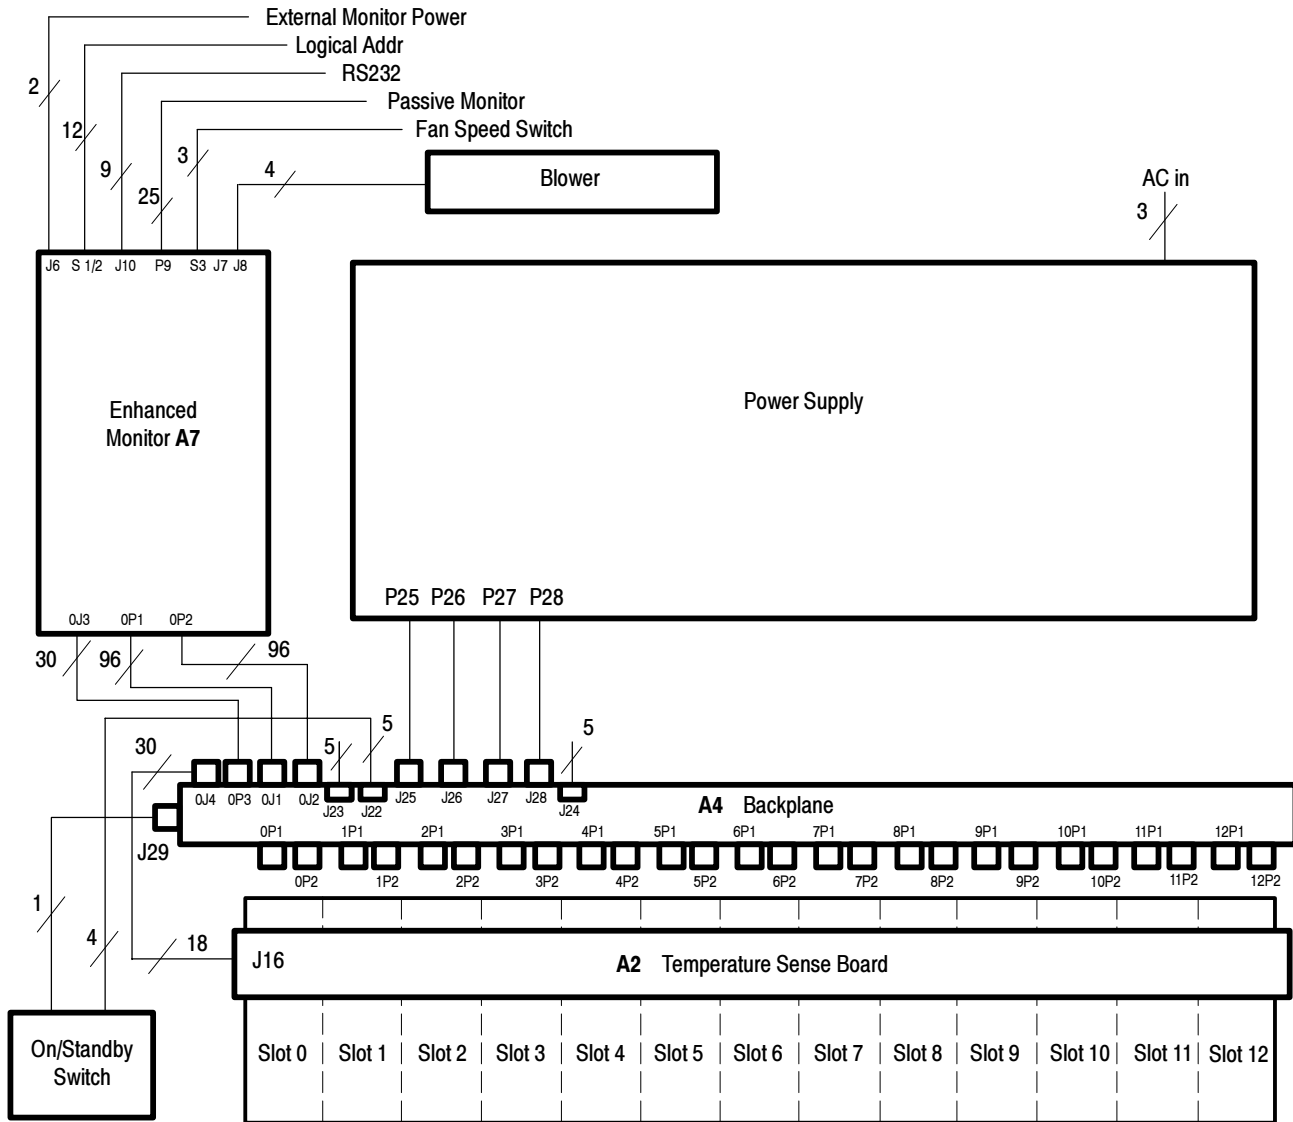 External Monitor Power
Logical Addr
RS232
2
Passive Monitor
12
Fan Speed Switch
3
9
4
Blower
AC in
25
3
J6 S 1/2 J10 P9 S3 J7 J8
Enhanced
Monitor A7
Power Supply
P25 P26 P27 P28
0J3 0P1 0P2
30 96 96
5 5
30 5
0J4 0P3 0J1 0J2 J23 J22 J25 J26 J27 J28 J24
A4 Backplane
J29
0P1 1P1 2P1 3P1 4P1 5P1 6P1 7P1 8P1 9P1 10P1 11P1 12P1
0P2 1P2 2P2 3P2 4P2 5P2 6P2 7P2 8P2 9P2 10P2 11P2 12P2
1
4 18
J16 A2 Temperature Sense Board
On/Standby
Switch
Slot 0 Slot 1 Slot 2 Slot 3 Slot 4 Slot 5 Slot 6 Slot 7 Slot 8 Slot 9 Slot 10 Slot 11 Slot 12